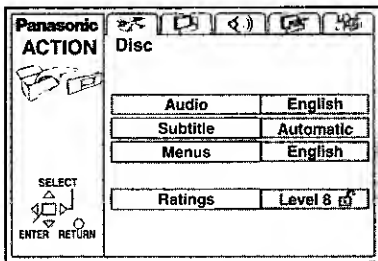 Panasonic
ACTION Disc
Audio English
Subtitle Automatic
Menus English
Ratings Level 8
SELECT
ENTER RETURN